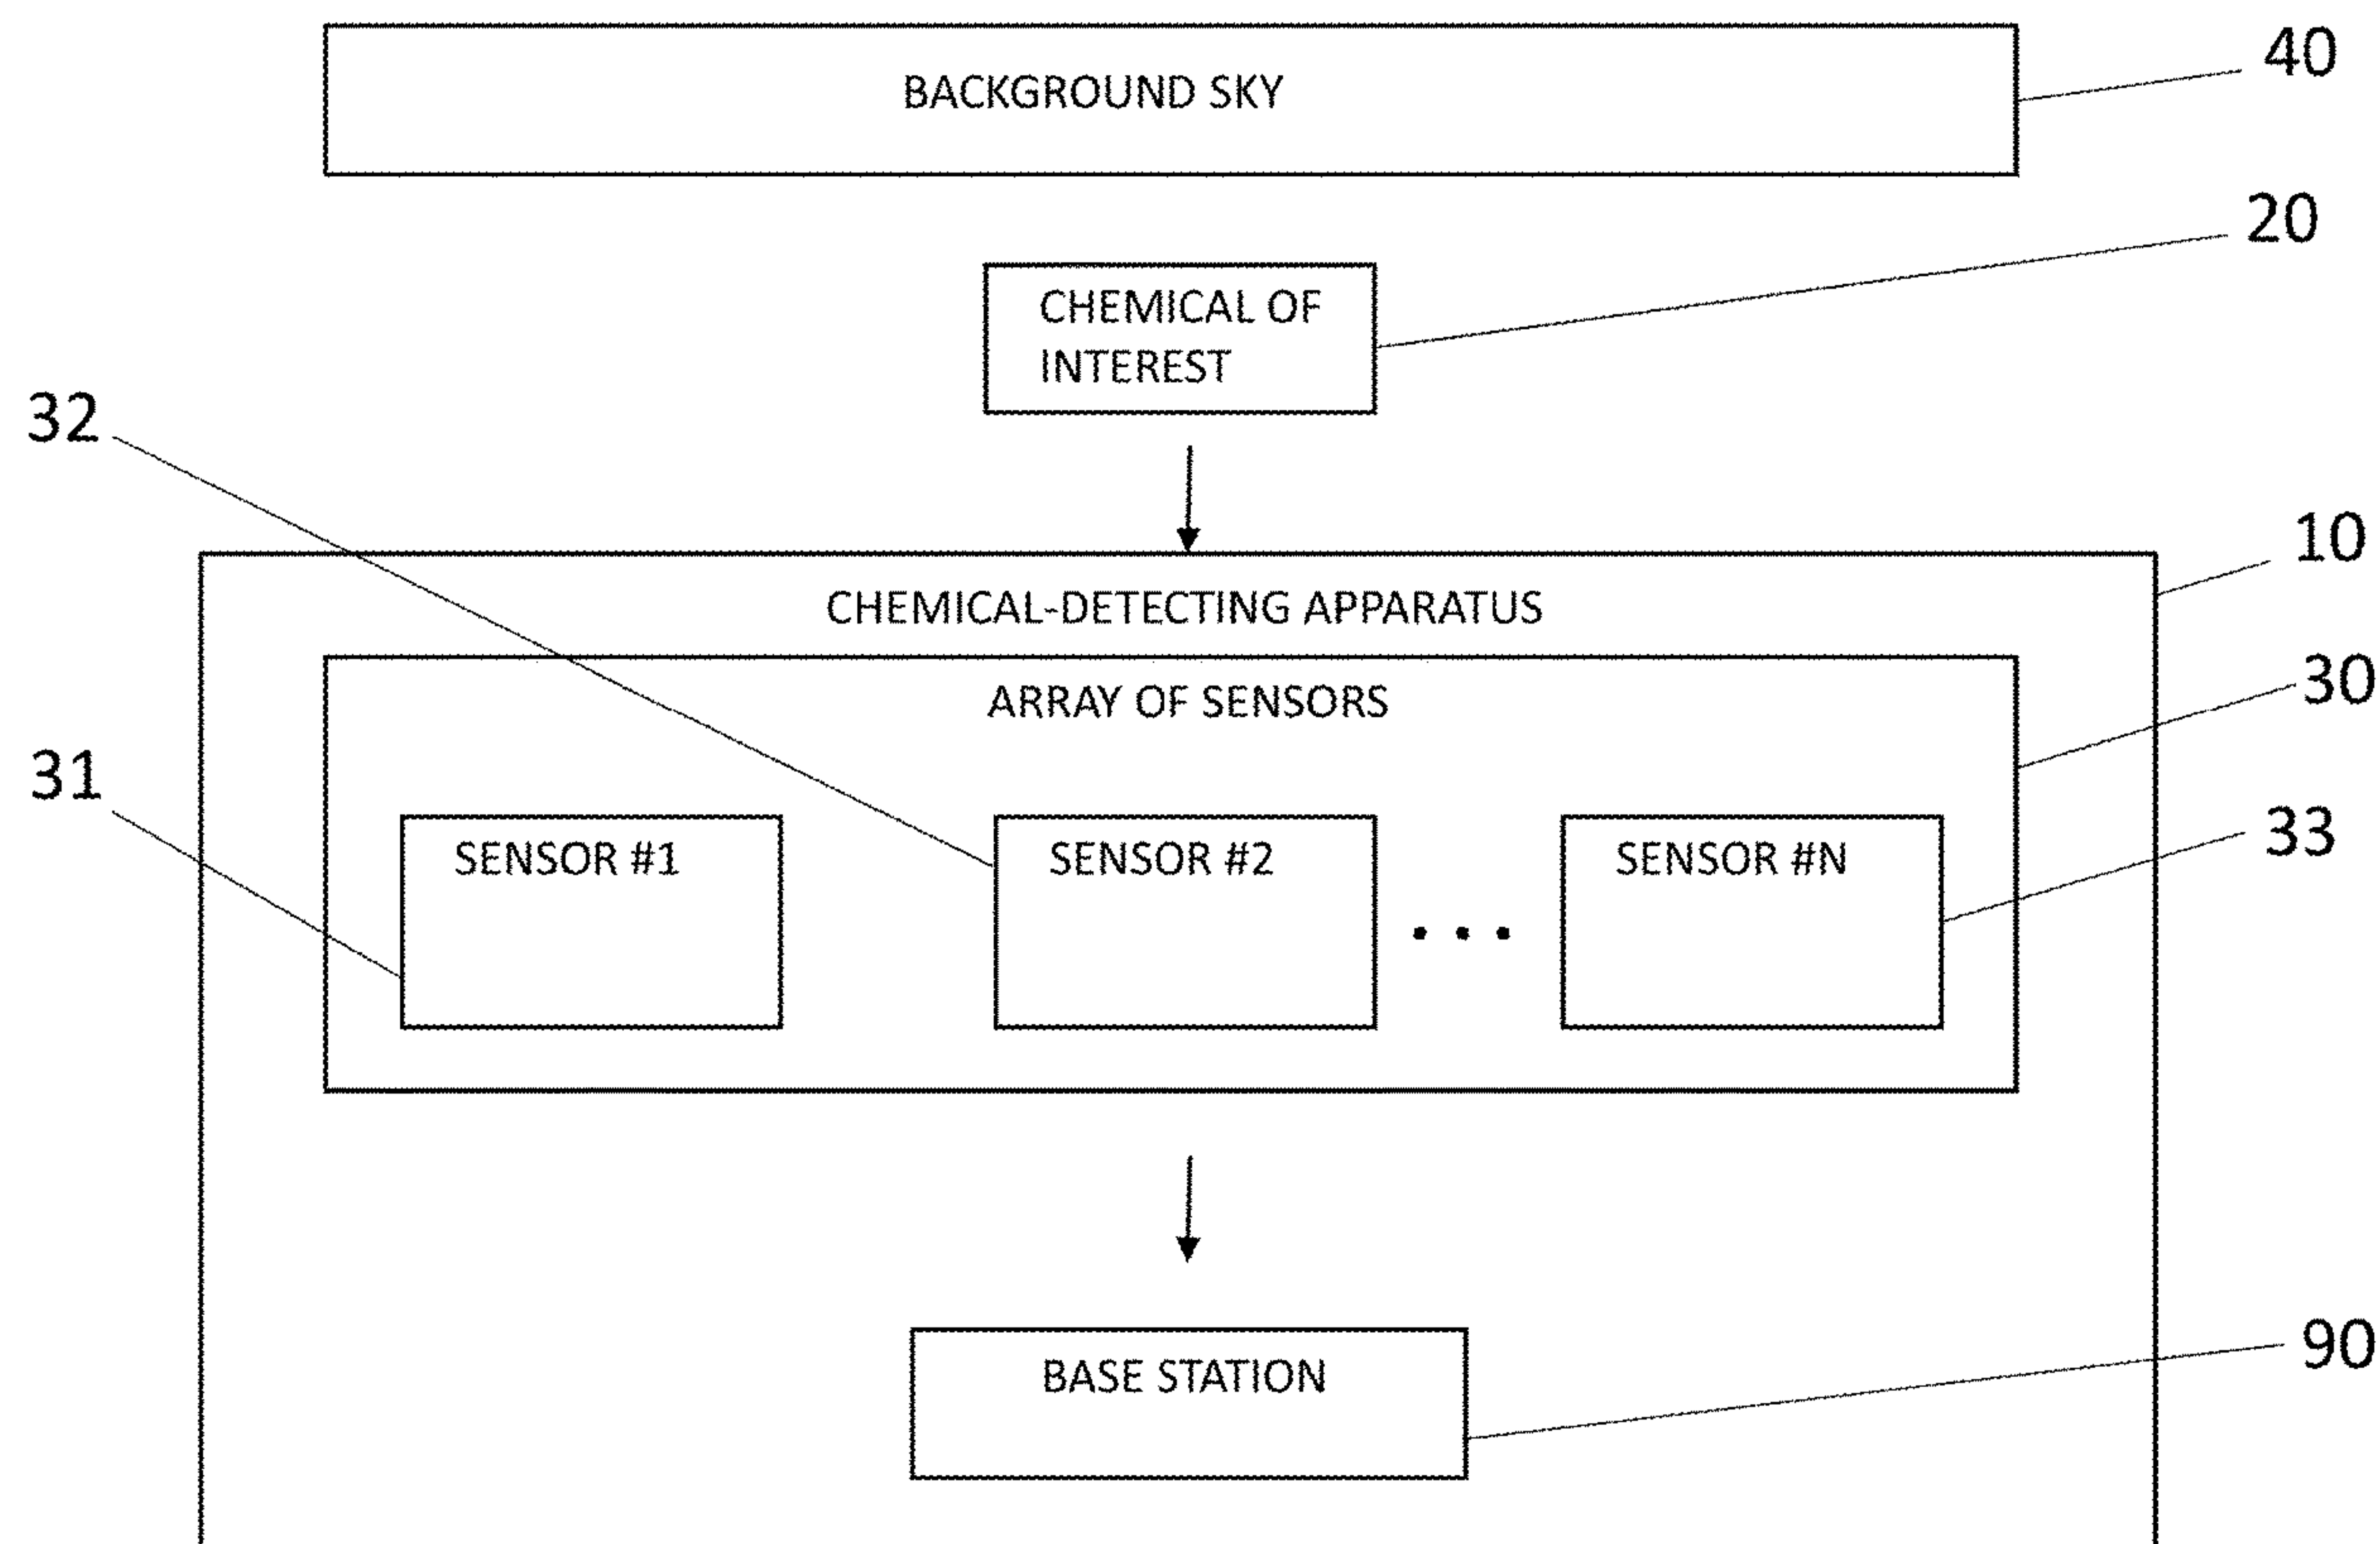 40
BACKGROUND SKY
20
CHEMICAL OF
INTEREST
32
10
CHEMICAL-DETECTING APPARATUS
30
ARRAY OF SENSORS
31
33
SENSOR #1
SENSOR #2
SENSOR #N
90
BASE STATION